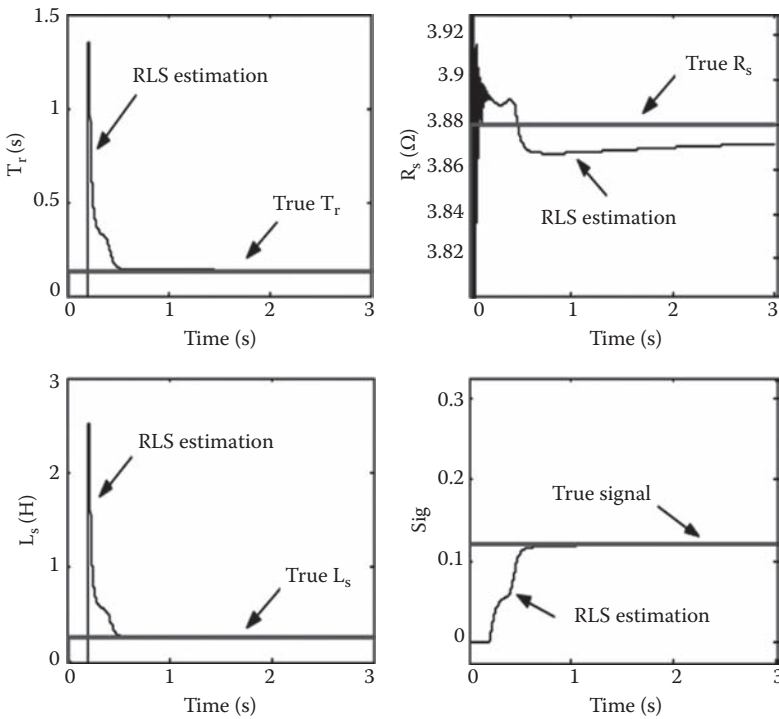 1.5
RLS estimation
1
T_r (s)
0.5
True T_r
0
0 1 2 3
Time (s)
3.92
3.9
True R_s
3.88
R_s (Ω)
3.86
RLS estimation
3.84
3.82
0 1 2 3
Time (s)
3
RLS estimation
2
L_s (H)
1
True L_s
0
0 1 2 3
Time (s)
0.3
0.2
True signal
Sig
0.1
RLS estimation
0
0 1 2 3
Time (s)